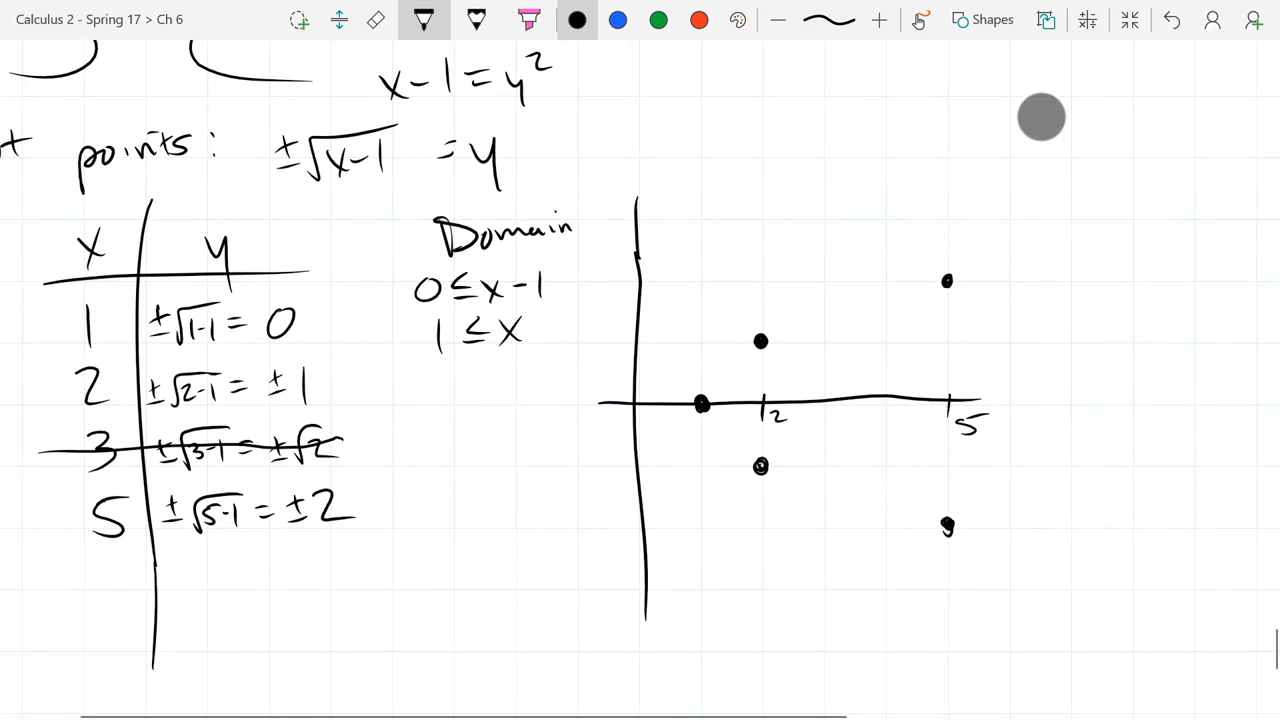 Calculus 2 - Spring 17 > Ch 6
Shapes
x-1=y²
points: ±√(x-1) = y
x y
1 ±√(1-1) = 0
2 ±√(2-1) = ±1
3 ±√(3-1) = ±√2
5 ±√(5-1) = ±2
Domain
0≤x-1
1≤x
2
5